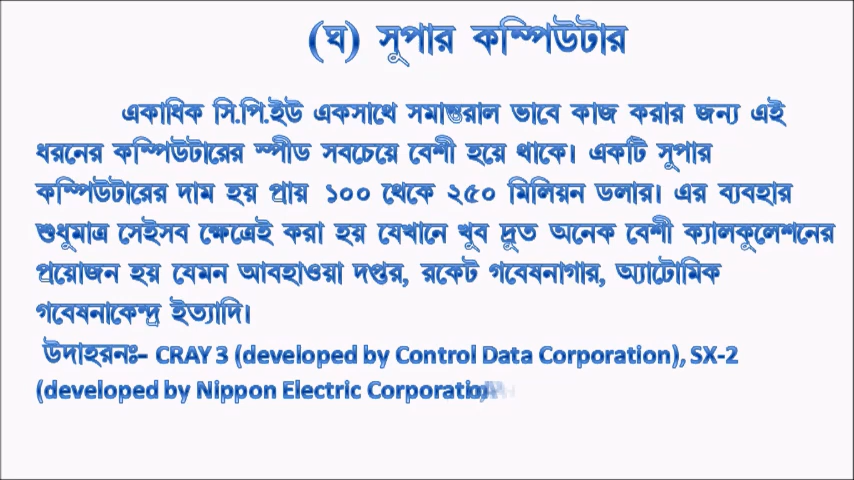 (ঘ) সুপার কম্পিউটার
একাধিক সি.পি.ইউ একসাথে সমান্তরাল ভাবে কাজ করার জন্য এই
ধরনের কম্পিউটারের স্পীড সবচেয়ে বেশী হয়ে থাকে। একটি সুপার
কম্পিউটারের দাম হয় প্রায় ১০০ থেকে ২৫০ মিলিয়ন ডলার। এর ব্যবহার
শুধুমাত্র সেইসব ক্ষেত্রেই করা হয় যেখানে খুব দ্রুত অনেক বেশী ক্যালকুলেশনের
প্রয়োজন হয় যেমন আবহাওয়া দপ্তর, রকেট গবেষনাগার, অ্যাটোমিক
গবেষনাকেন্দ্র ইত্যাদি।
উদাহরনঃ- CRAY 3 (developed by Control Data Corporation), SX-2
(developed by Nippon Electric